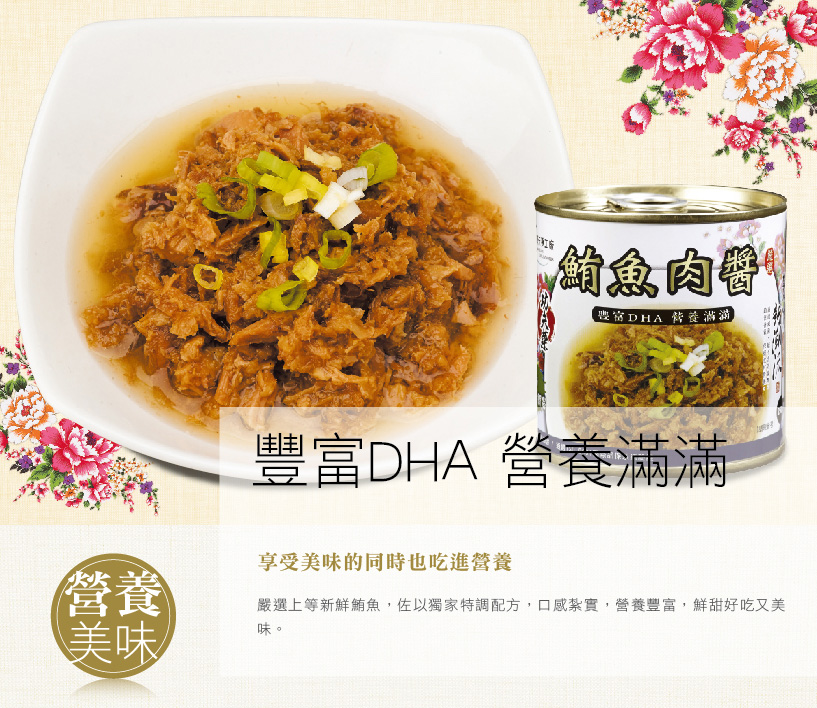 鮪魚肉醬
豐富DHA 營養滿滿
豐富DHA 營養滿滿
享受美味的同時也吃進營養
營養
美味
嚴選上等新鮮鮪魚，佐以獨家特調配方，口感紮實，營養豐富，鮮甜好吃又美
味。